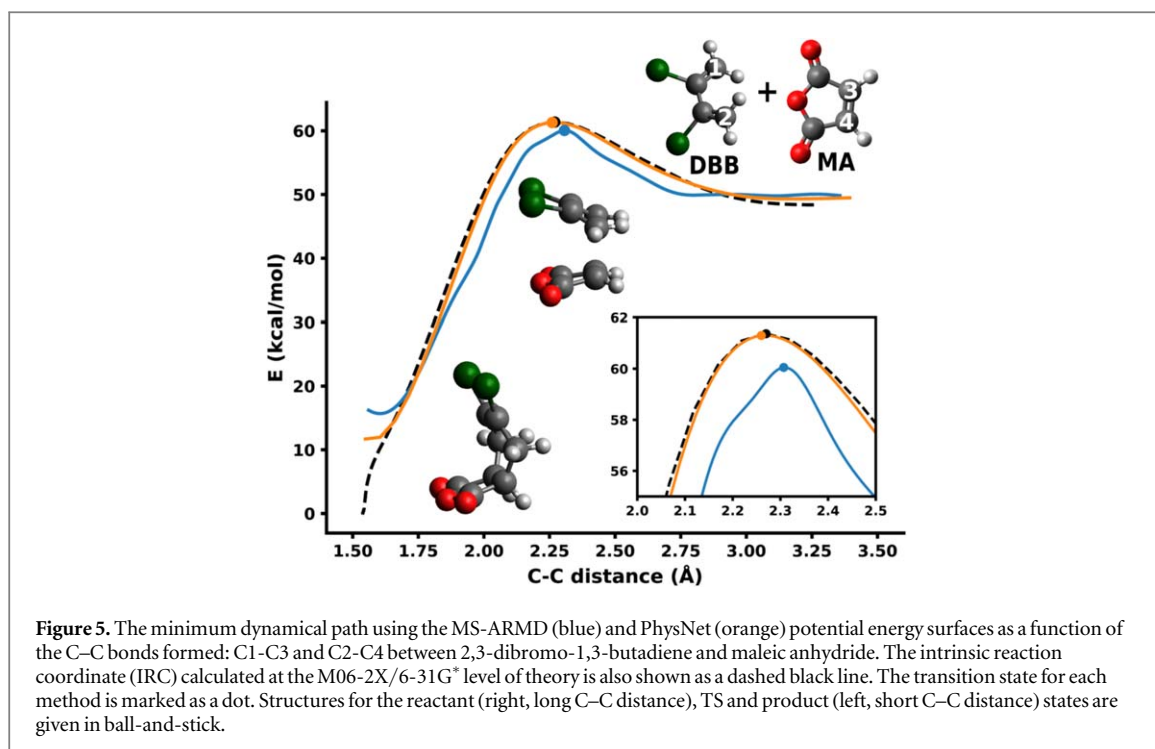 1
2
DBB
+
3
4
MA
E (kcal/mol)
60
50
40
30
20
10
0
1.50 1.75 2.00 2.25 2.50 2.75 3.00 3.25 3.50
C-C distance (Å)
62
60
58
56
2.0 2.1 2.2 2.3 2.4 2.5
Figure 5. The minimum dynamical path using the MS-ARMD (blue) and PhysNet (orange) potential energy surfaces as a function of
the C–C bonds formed: C1-C3 and C2-C4 between 2,3-dibromo-1,3-butadiene and maleic anhydride. The intrinsic reaction
coordinate (IRC) calculated at the M06-2X/6-31G* level of theory is also shown as a dashed black line. The transition state for each
method is marked as a dot. Structures for the reactant (right, long C–C distance), TS and product (left, short C–C distance) states are
given in ball-and-stick.